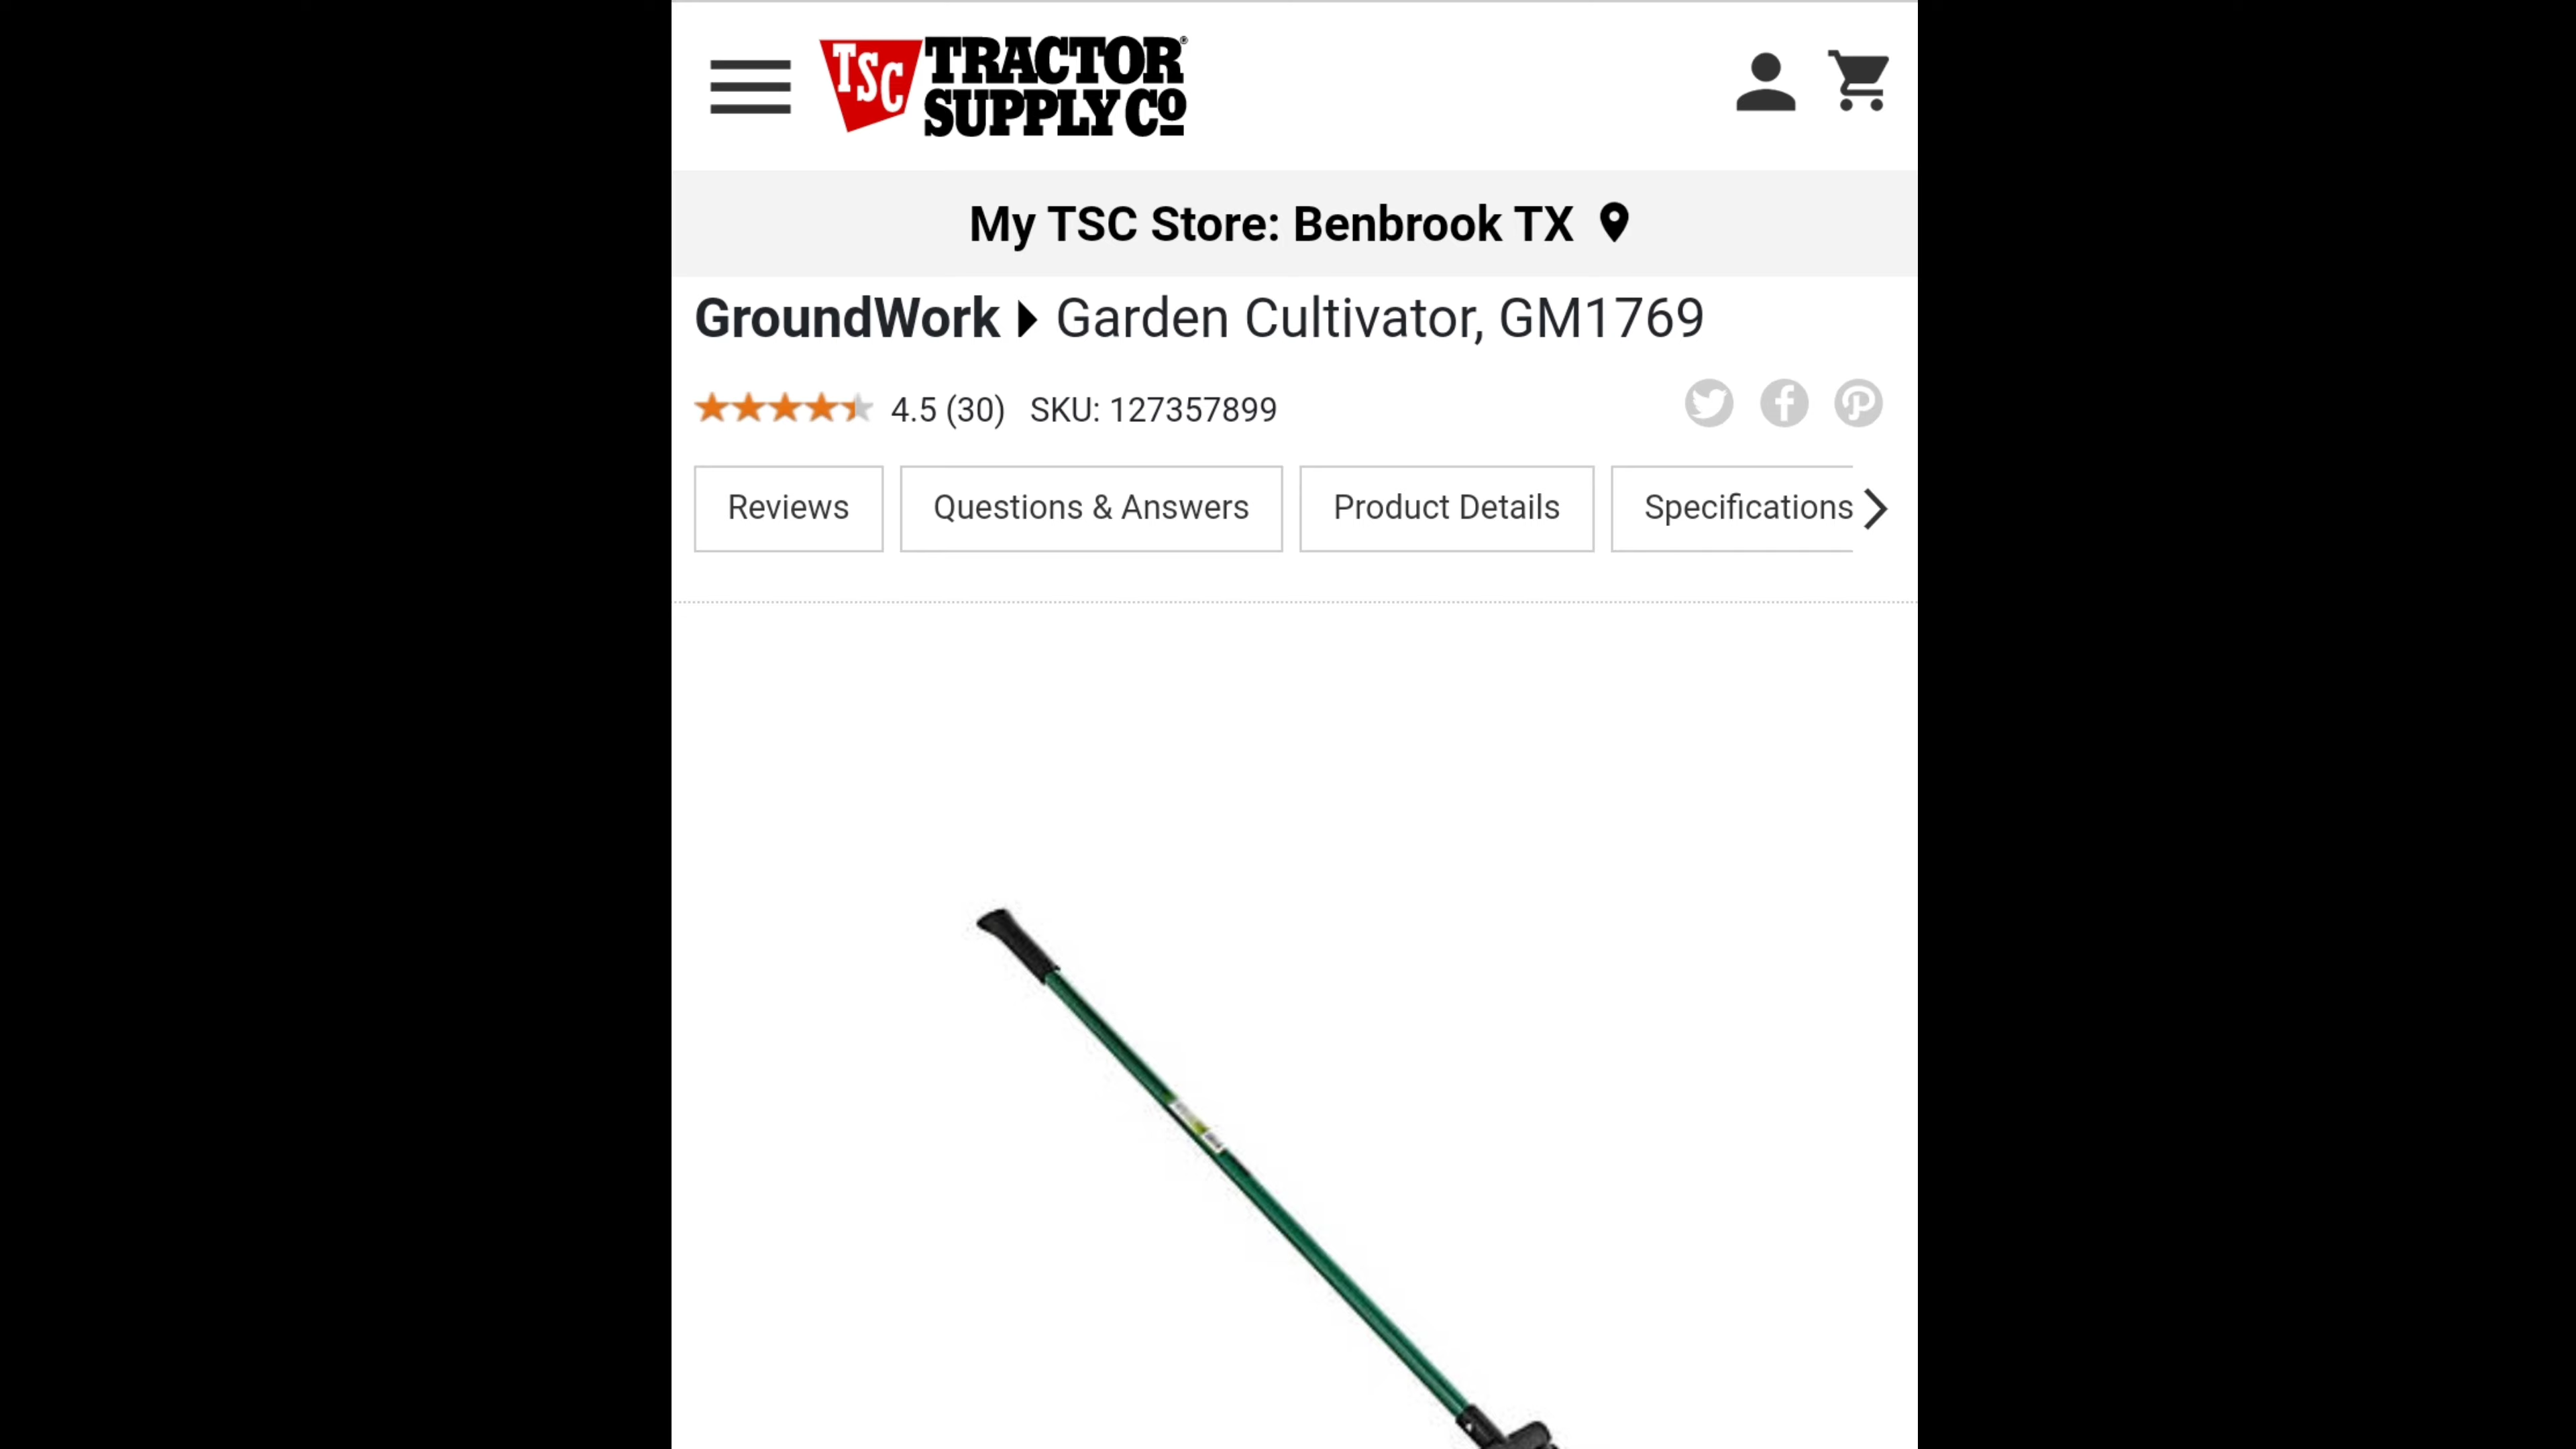 TSC TRACTOR
SUPPLY CO
My TSC Store: Benbrook TX
GroundWork Garden Cultivator, GM1769
4.5 (30) SKU: 127357899
Reviews Questions & Answers Product Details Specifications